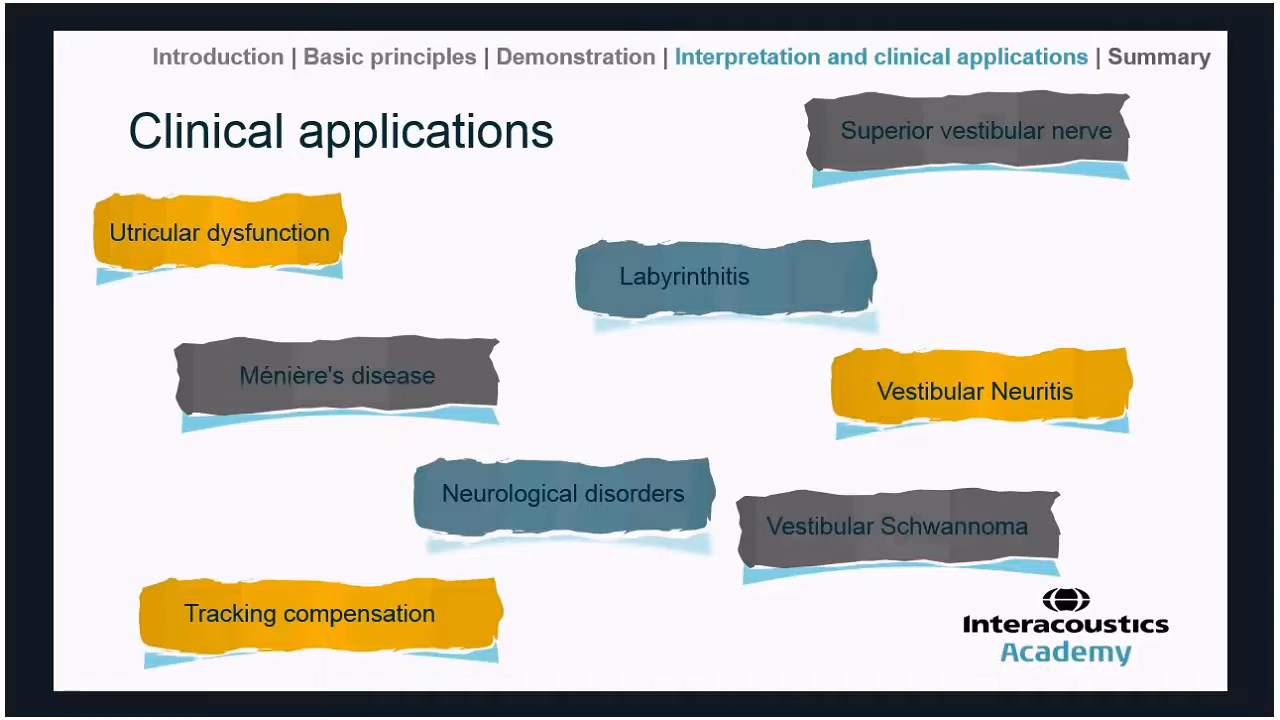 Introduction | Basic principles | Demonstration | Interpretation and clinical applications | Summary
Clinical applications
Superior vestibular nerve
Utricular dysfunction
Labyrinthitis
Ménière's disease
Vestibular Neuritis
Neurological disorders
Vestibular Schwannoma
Tracking compensation
Interacoustics
Academy